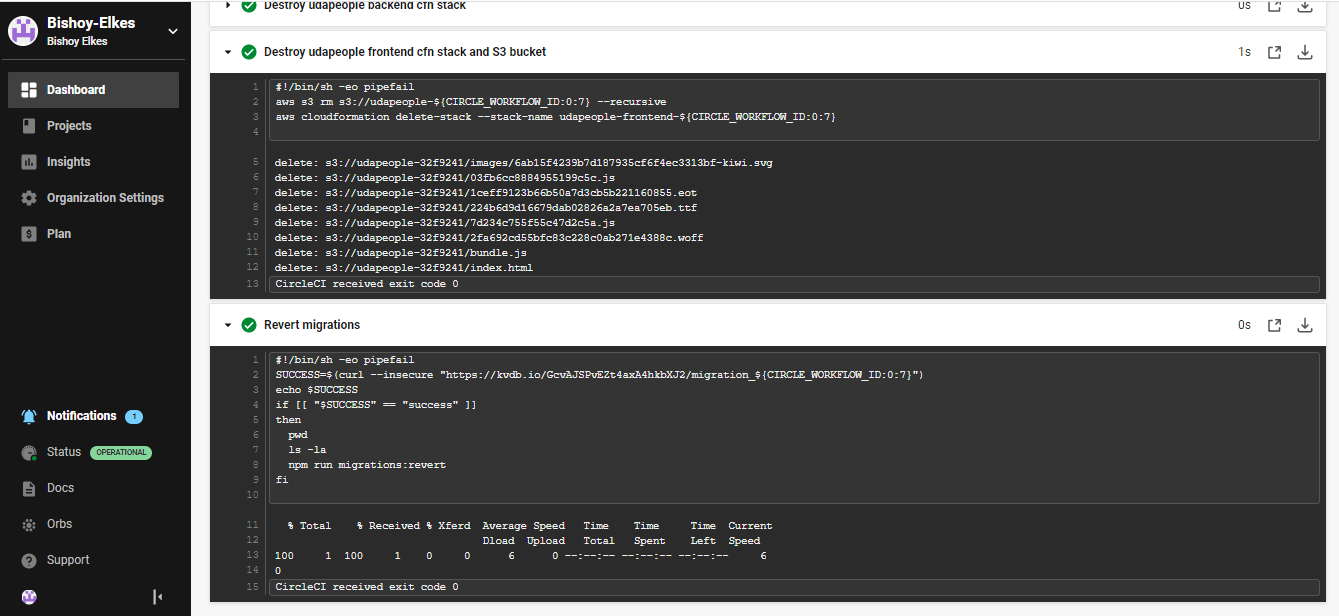 Bishoy-Elkes
Bishoy Elkes
Dashboard
Projects
Insights
Organization Settings
Plan
Notifications 1
Status OPERATIONAL
Docs
Orbs
Support
Destroy udapeople backend cfn stack 0s
Destroy udapeople frontend cfn stack and S3 bucket 1s
1 #!/bin/sh -eo pipefail
2 aws s3 rm s3://udapeople-${CIRCLE_WORKFLOW_ID:0:7} --recursive
3 aws cloudformation delete-stack --stack-name udapeople-frontend-${CIRCLE_WORKFLOW_ID:0:7}
4
5 delete: s3://udapeople-32f9241/images/6ab15f4239b7d187935cf6f4ec3313bf-kiwi.svg
6 delete: s3://udapeople-32f9241/03fb6cc8884955199c5c.js
7 delete: s3://udapeople-32f9241/1ceff9123b66b50a7d3cb5b221160855.eot
8 delete: s3://udapeople-32f9241/224b6d9d16679dab02826a2a7ea705eb.ttf
9 delete: s3://udapeople-32f9241/7d234c755f55c47d2c5a.js
10 delete: s3://udapeople-32f9241/2fa692cd55bfc83c228c0ab271e4388c.woff
11 delete: s3://udapeople-32f9241/bundle.js
12 delete: s3://udapeople-32f9241/index.html
13 CircleCI received exit code 0
Revert migrations 0s
1 #!/bin/sh -eo pipefail
2 SUCCESS=$(curl --insecure "https://kvdb.io/GcvAJSPvEZt4axA4hkbXJ2/migration_${CIRCLE_WORKFLOW_ID:0:7}")
3 echo $SUCCESS
4 if [[ "$SUCCESS" == "success" ]]
5 then
6 pwd
7 ls -la
8 npm run migrations:revert
9 fi
10
11 % Total % Received % Xferd Average Speed Time Time Time Current
12 Dload Upload Total Spent Left Speed
13 100 1 100 1 0 0 6 0 --:--:-- --:--:-- --:--:-- 6
14 0
15 CircleCI received exit code 0